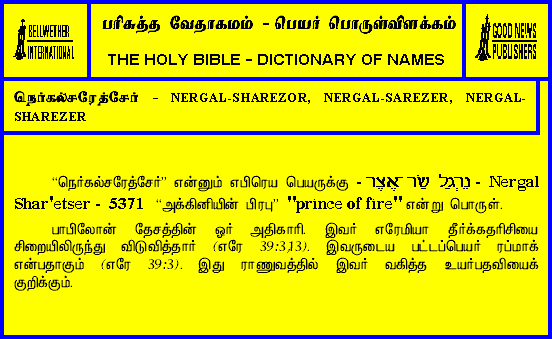 BELLWETHER
INTERNATIONAL
பரிசுத்த வேதாகமம் - பெயர் பொருள்விளக்கம்
THE HOLY BIBLE - DICTIONARY OF NAMES
GOOD NEWS
PUBLISHERS
நெர்கல்சரேத்சேர் - NERGAL-SHAREZOR, NERGAL-SAREZER, NERGAL-
SHAREZER
“நெர்கல்சரேத்சேர்” என்னும் எபிரெய பெயருக்கு - נֵרְגַל שַׂר־אֶצֶר - Nergal
Shar'etser - 5371 “அக்கினியின் பிரபு” "prince of fire" என்று பொருள்.
பாபிலோன் தேசத்தின் ஓர் அதிகாரி. இவர் எரேமியா தீர்க்கதரிசியை
சிறையிலிருந்து விடுவித்தார் (எரே 39:3,13). இவருடைய பட்டப்பெயர் ரப்மாக்
என்பதாகும் (எரே 39:3). இது ராணுவத்தில் இவர் வகித்த உயர்பதவியைக்
குறிக்கும்.